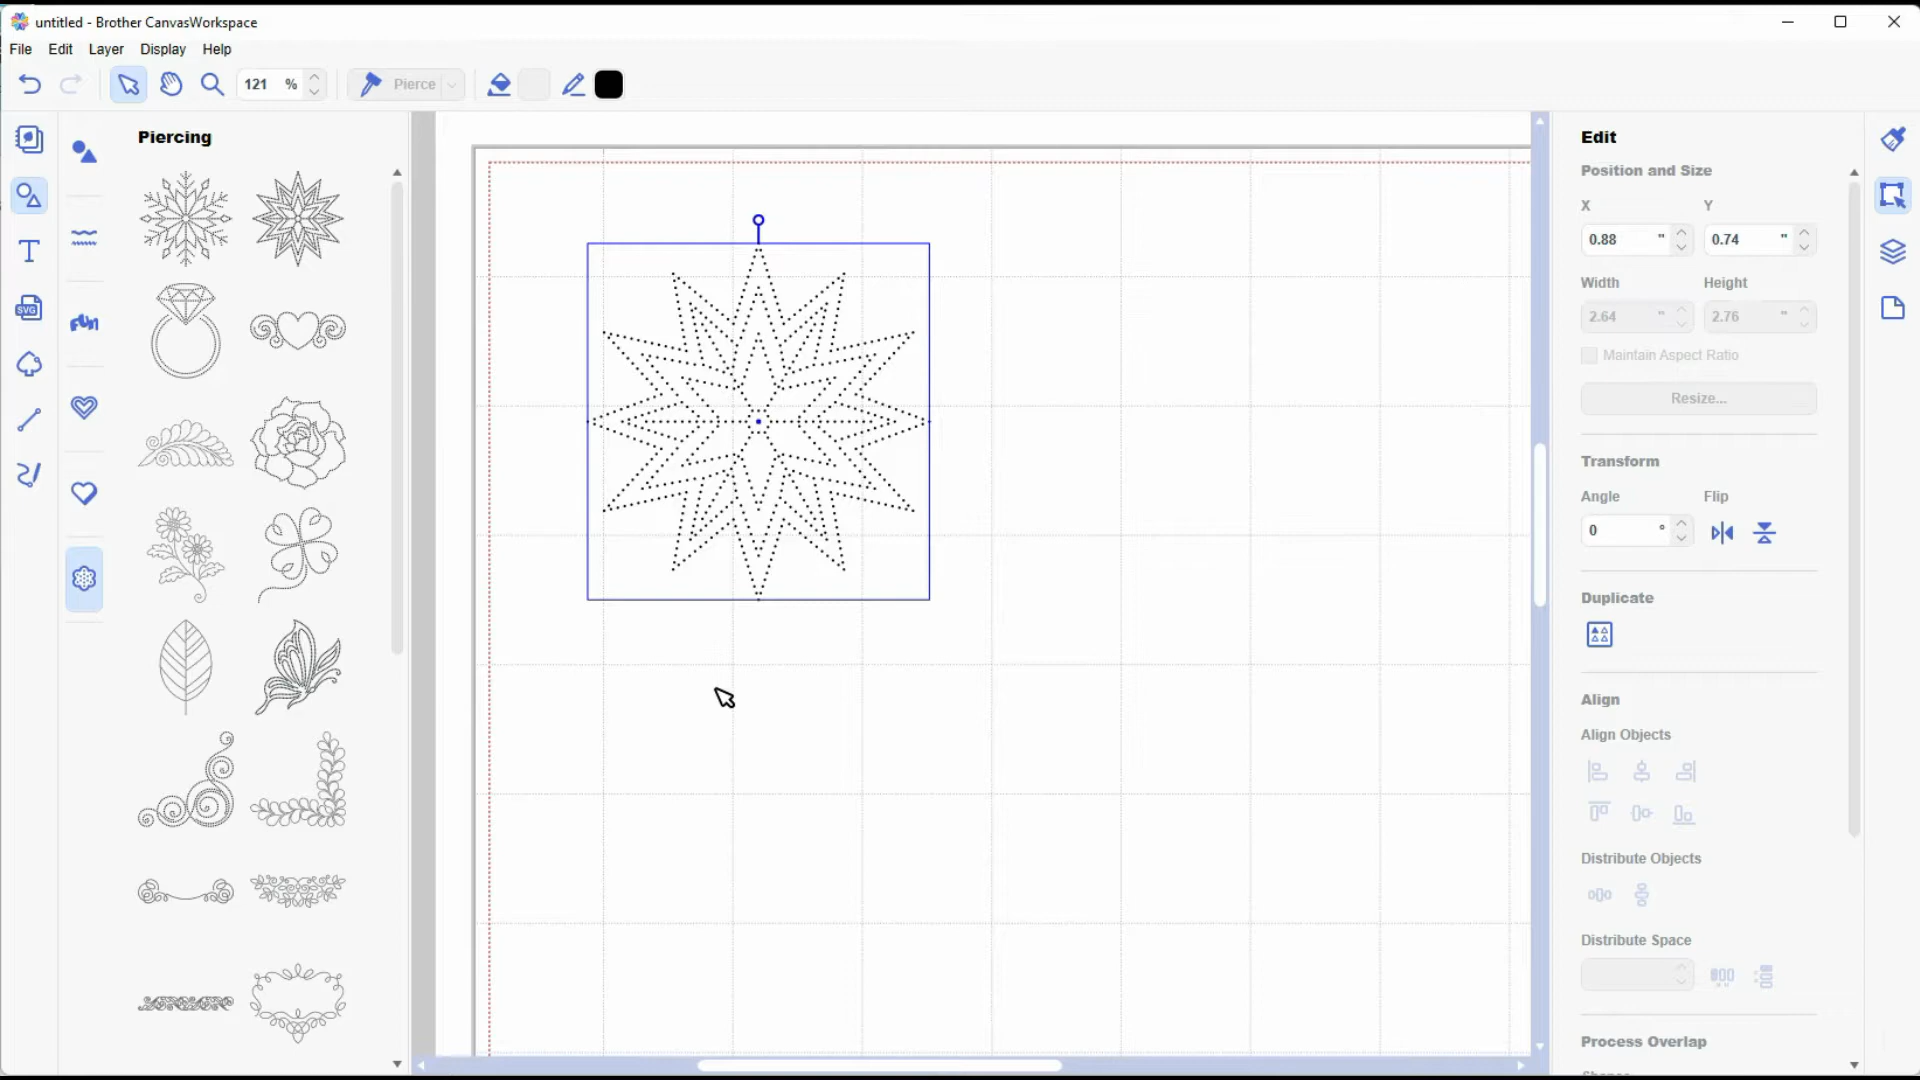 untitled - Brother CanvasWorkspace
File Edit Layer Display Help
121 % Pierce
Piercing
SVG
fun
Edit
Position and Size
X Y
0.88 " 0.74 "
Width Height
2.64 " 2.76 "
Maintain Aspect Ratio
Resize...
Transform
Angle Flip
0 °
Duplicate
Align
Align Objects
Distribute Objects
Distribute Space
Process Overlap